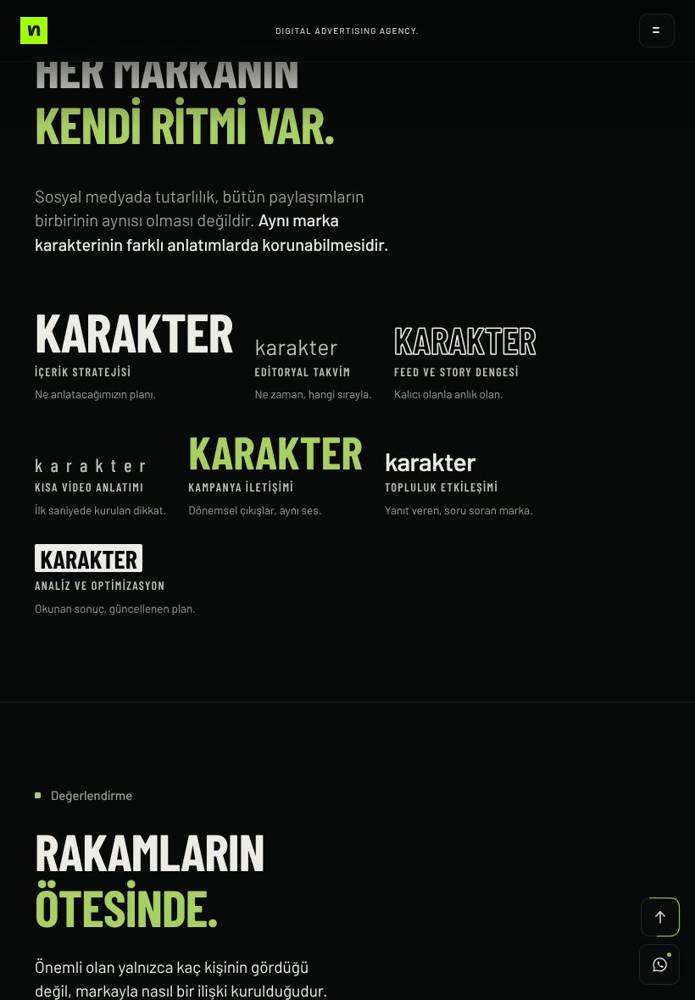 DIGITAL ADVERTISING AGENCY.
HER MARKANIN
KENDİ RİTMİ VAR.
Sosyal medyada tutarlılık, bütün paylaşımların
birbirinin aynısı olması değildir. Aynı marka
karakterinin farklı anlatımlarda korunabilmesidir.
KARAKTER
İÇERİK STRATEJİSİ
Ne anlatacağımızın planı.
karakter
EDİTORYAL TAKVİM
Ne zaman, hangi sırayla.
KARAKTER
FEED VE STORY DENGESİ
Kalıcı olanla anlık olan.
karakter
KISA VİDEO ANLATIMI
İlk saniyede kurulan dikkat.
KARAKTER
KAMPANYA İLETİŞİMİ
Dönemsel çıkışlar, aynı ses.
karakter
TOPLULUK ETKİLEŞİMİ
Yanıt veren, soru soran marka.
KARAKTER
ANALİZ VE OPTİMİZASYON
Okunan sonuç, güncellenen plan.
Değerlendirme
RAKAMLARIN
ÖTESİNDE.
Önemli olan yalnızca kaç kişinin gördüğü
değil, markayla nasıl bir ilişki kurulduğudur.